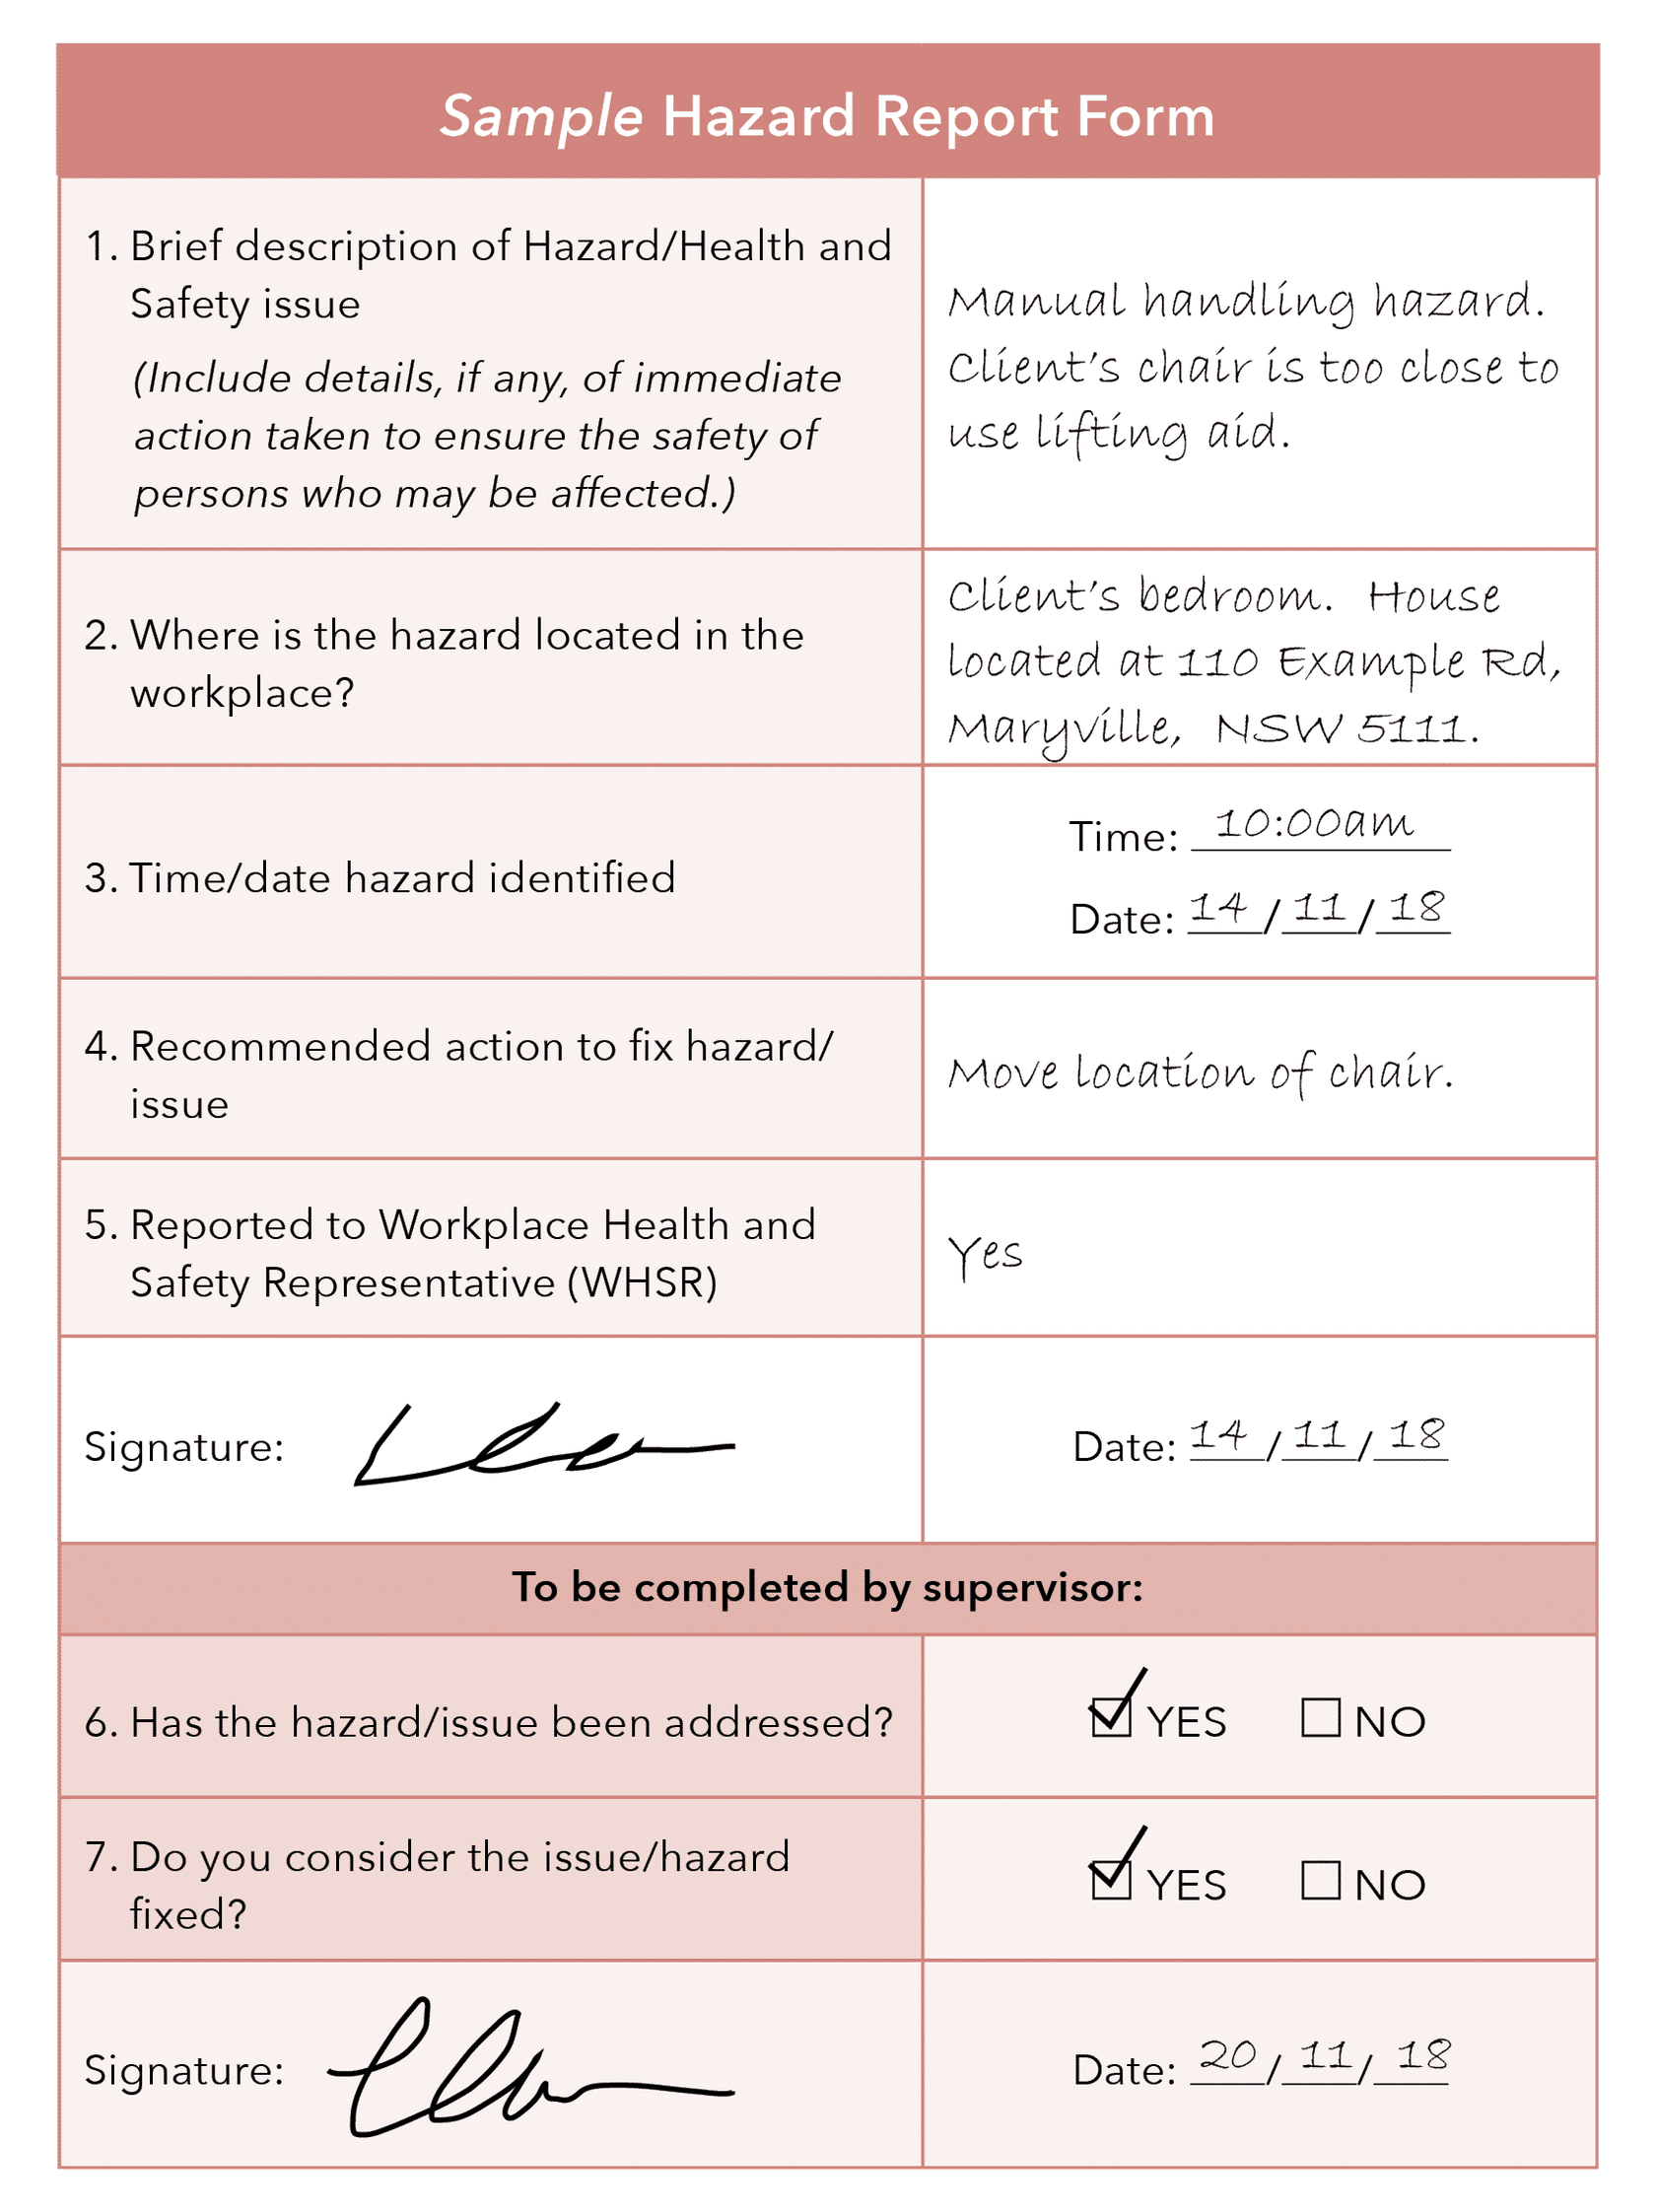 Sample Hazard Report Form
1. Brief description of Hazard/Health and
Safety issue
(Include details, if any, of immediate
action taken to ensure the safety of
persons who may be affected.)
Manual handling hazard.
Client's chair is too close to
use lifting aid.
2. Where is the hazard located in the
workplace?
Client's bedroom. House
located at 110 Example Rd,
Maryville, NSW 5111.
3. Time/date hazard identified
Time: 10:00am
Date: 14/11/18
4. Recommended action to fix hazard/
issue
Move location of chair.
5. Reported to Workplace Health and
Safety Representative (WHSR)
Yes
Signature:
Date: 14/11/18
To be completed by supervisor:
6. Has the hazard/issue been addressed?
YES NO
7. Do you consider the issue/hazard
fixed?
YES NO
Signature:
Date: 20/11/18